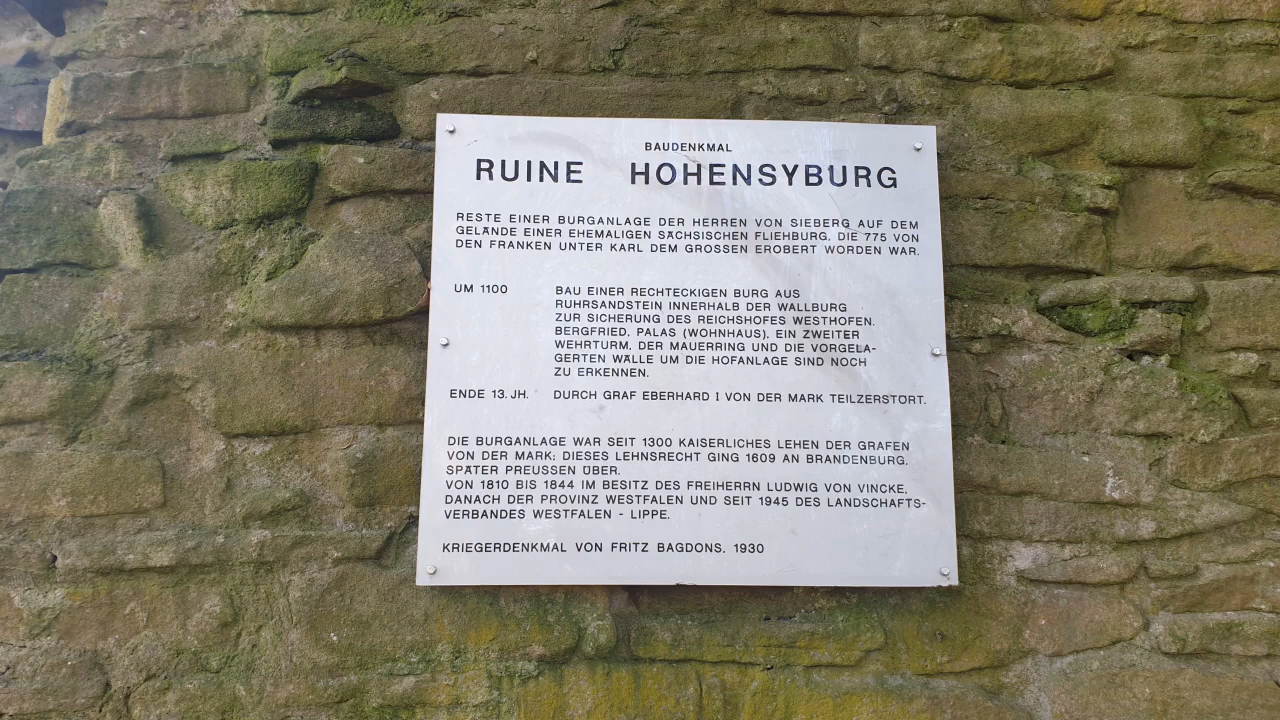 BAUDENKMAL
RUINE HOHENSYBURG
RESTE EINER BURGANLAGE DER HERREN VON SIEBERG AUF DEM
GELÄNDE EINER EHEMALIGEN SÄCHSISCHEN FLIEHBURG, DIE 775 VON
DEN FRANKEN UNTER KARL DEM GROSSEN EROBERT WORDEN WAR.
UM 1100 BAU EINER RECHTECKIGEN BURG AUS
RUHRSANDSTEIN INNERHALB DER WALLBURG
ZUR SICHERUNG DES REICHSHOFES WESTHOFEN.
BERGFRIED, PALAS (WOHNHAUS), EIN ZWEITER
WEHRTURM, DER MAUERRING UND DIE VORGELA-
GERTEN WÄLLE UM DIE HOFANLAGE SIND NOCH
ZU ERKENNEN.
ENDE 13. JH. DURCH GRAF EBERHARD I VON DER MARK TEILZERSTÖRT.
DIE BURGANLAGE WAR SEIT 1300 KAISERLICHES LEHEN DER GRAFEN
VON DER MARK; DIESES LEHNSRECHT GING 1609 AN BRANDENBURG,
SPÄTER PREUSSEN ÜBER.
VON 1810 BIS 1844 IM BESITZ DES FREIHERRN LUDWIG VON VINCKE,
DANACH DER PROVINZ WESTFALEN UND SEIT 1945 DES LANDSCHAFTS-
VERBANDES WESTFALEN - LIPPE.
KRIEGERDENKMAL VON FRITZ BAGDONS, 1930